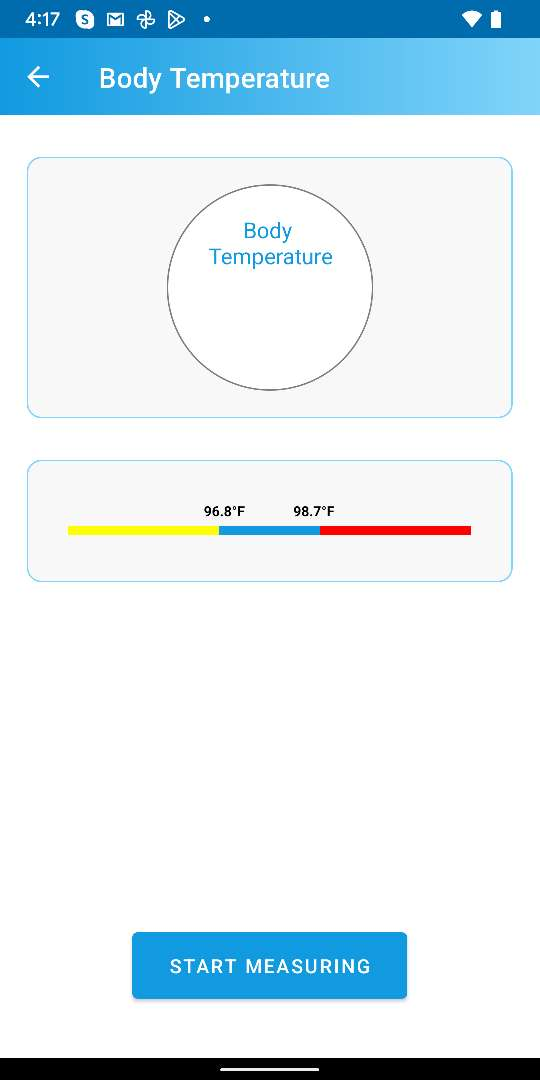 4:17
Body Temperature
Body
Temperature
96.8°F 98.7°F
START MEASURING